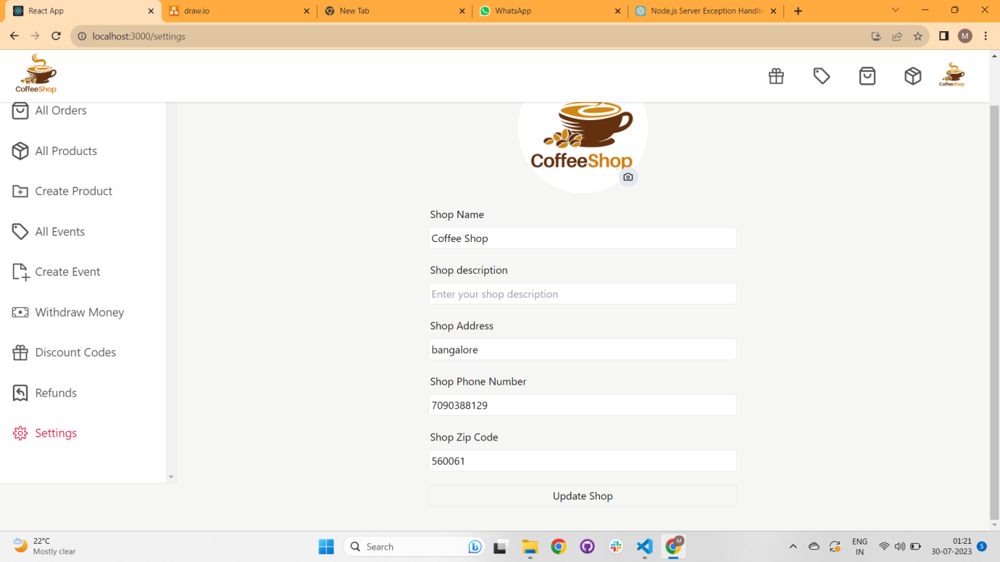 React App
draw.io
New Tab
WhatsApp
Node.js Server Exception Handlin
M
localhost:3000/settings
CoffeeShop
CoffeeShop
All Orders
All Products
Create Product
All Events
Create Event
Withdraw Money
Discount Codes
Refunds
Settings
CoffeeShop
Shop Name
Coffee Shop
Shop description
Enter your shop description
Shop Address
bangalore
Shop Phone Number
7090388129
Shop Zip Code
560061
Update Shop
22°C
Mostly clear
Search
M
ENG
IN
01:21
30-07-2023
5